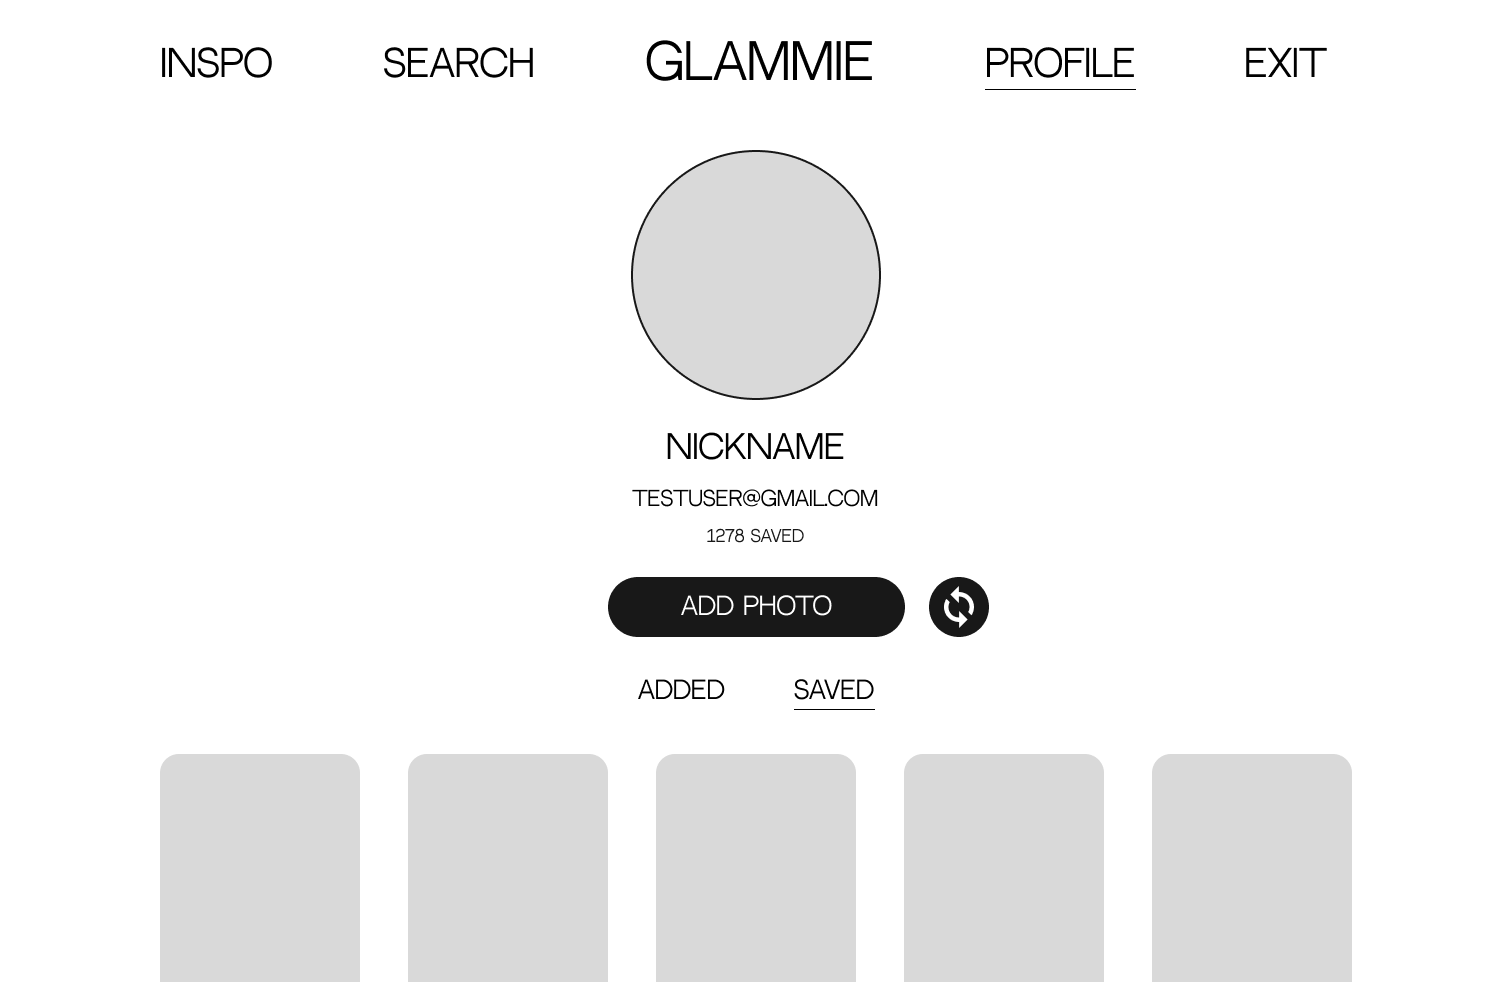 INSPO SEARCH GLAMMIE PROFILE EXIT
NICKNAME
TESTUSER@GMAIL.COM
1278 SAVED
ADD PHOTO
ADDED SAVED